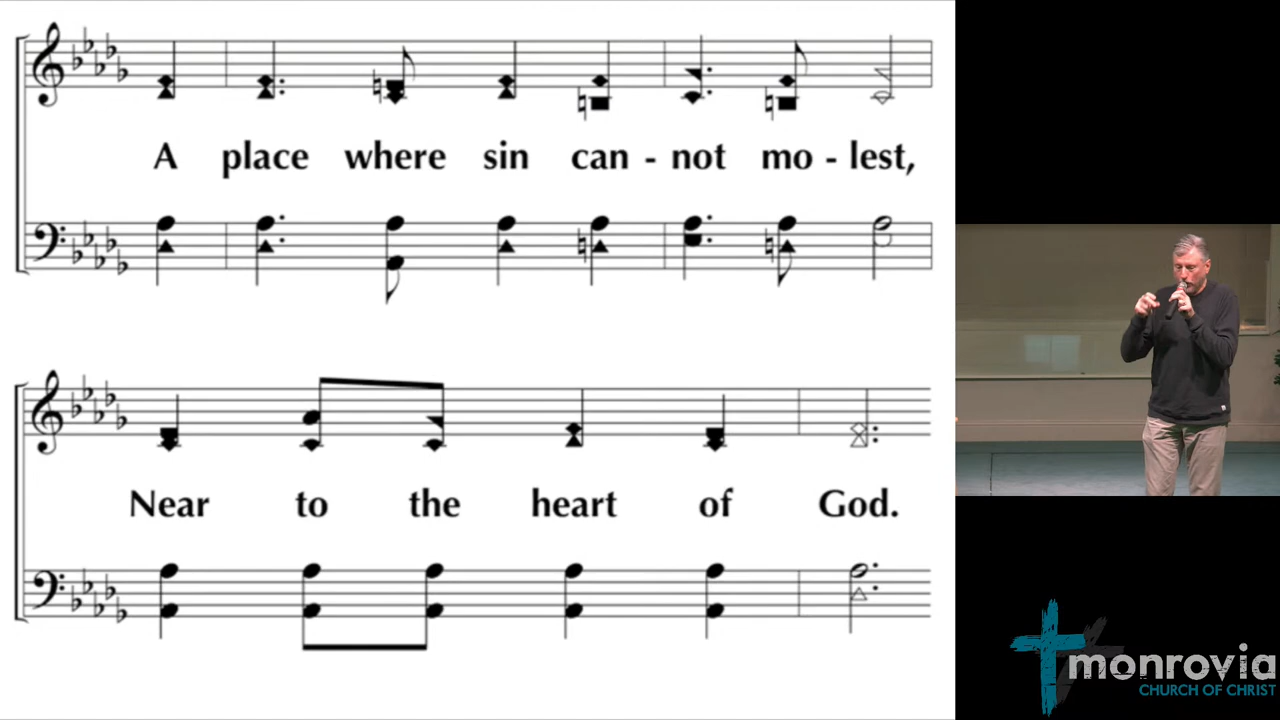 A place where sin can - not mo - lest,
Near to the heart of God.
monrovia
CHURCH OF CHRIST